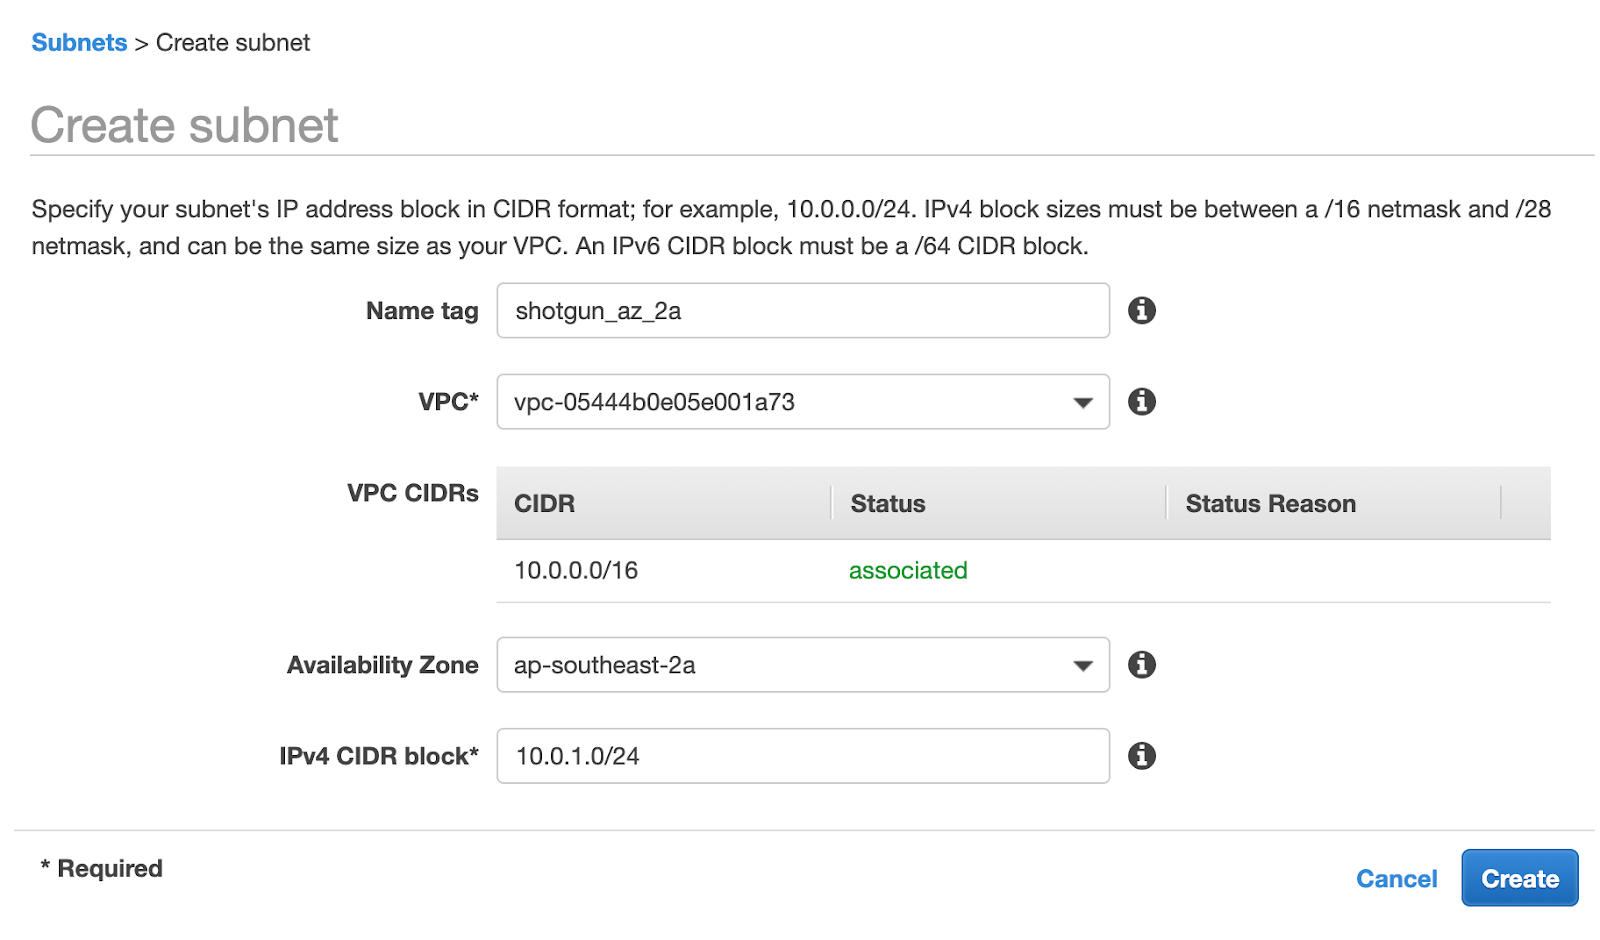 Subnets > Create subnet
Create subnet
Specify your subnet's IP address block in CIDR format; for example, 10.0.0.0/24. IPv4 block sizes must be between a /16 netmask and /28
netmask, and can be the same size as your VPC. An IPv6 CIDR block must be a /64 CIDR block.
Name tag shotgun_az_2a
VPC* vpc-05444b0e05e001a73
VPC CIDRs CIDR Status Status Reason
10.0.0.0/16 associated
Availability Zone ap-southeast-2a
IPv4 CIDR block* 10.0.1.0/24
* Required
Cancel Create